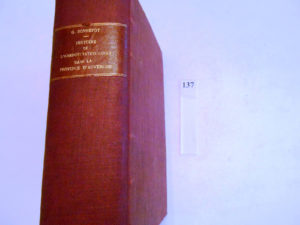 G. BONNEFOY
HISTOIRE
DE
L'ADMINISTRATION CIVILE
DANS LA
PROVINCE D'AUVERGNE
137